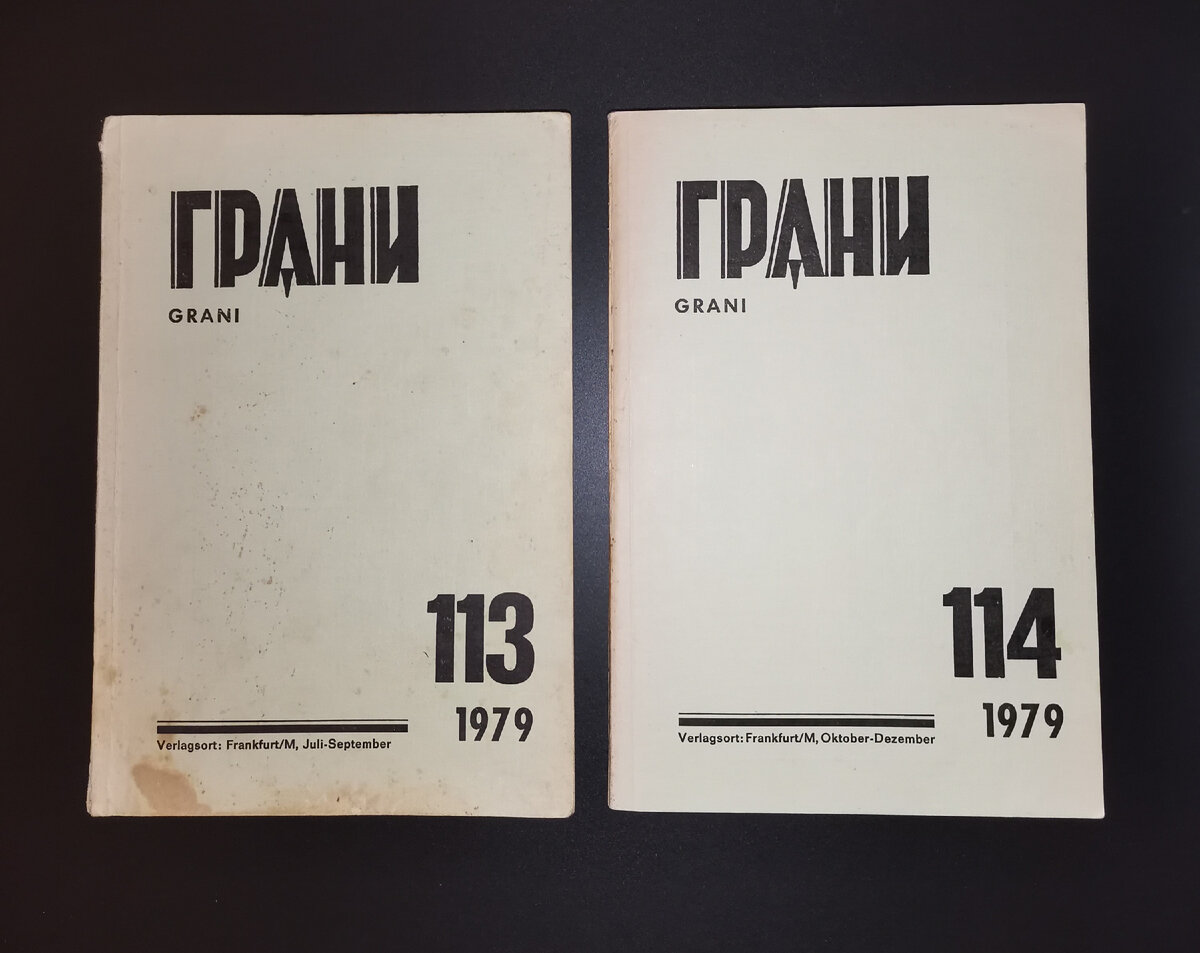 ГРАНИ
GRANI
113
1979
Verlagsort: Frankfurt/M, Juli-September
ГРАНИ
GRANI
114
1979
Verlagsort: Frankfurt/M, Oktober-Dezember